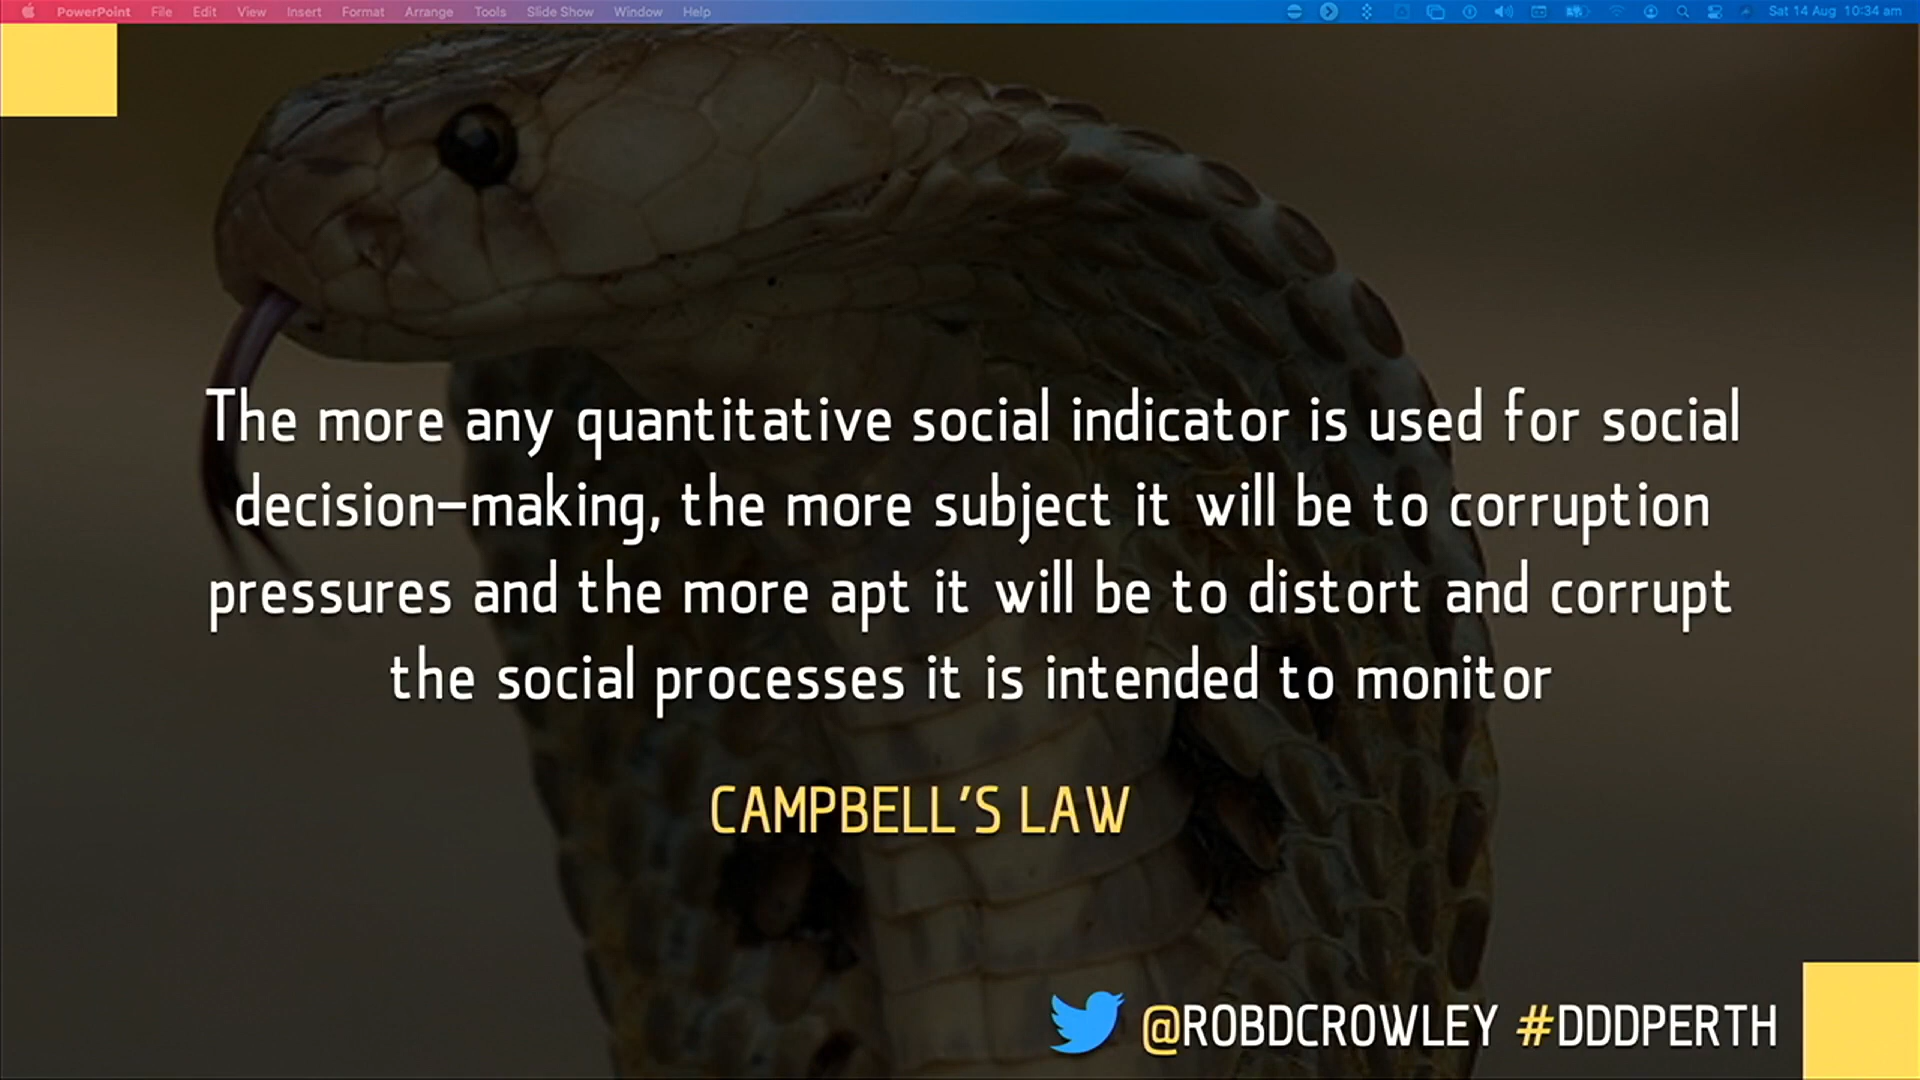 PowerPoint File Edit View Insert Format Arrange Tools Slide Show Window Help Sat 14 Aug 10:34 am
The more any quantitative social indicator is used for social
decision-making, the more subject it will be to corruption
pressures and the more apt it will be to distort and corrupt
the social processes it is intended to monitor
CAMPBELL'S LAW
@ROBDCROWLEY #DDDPERTH